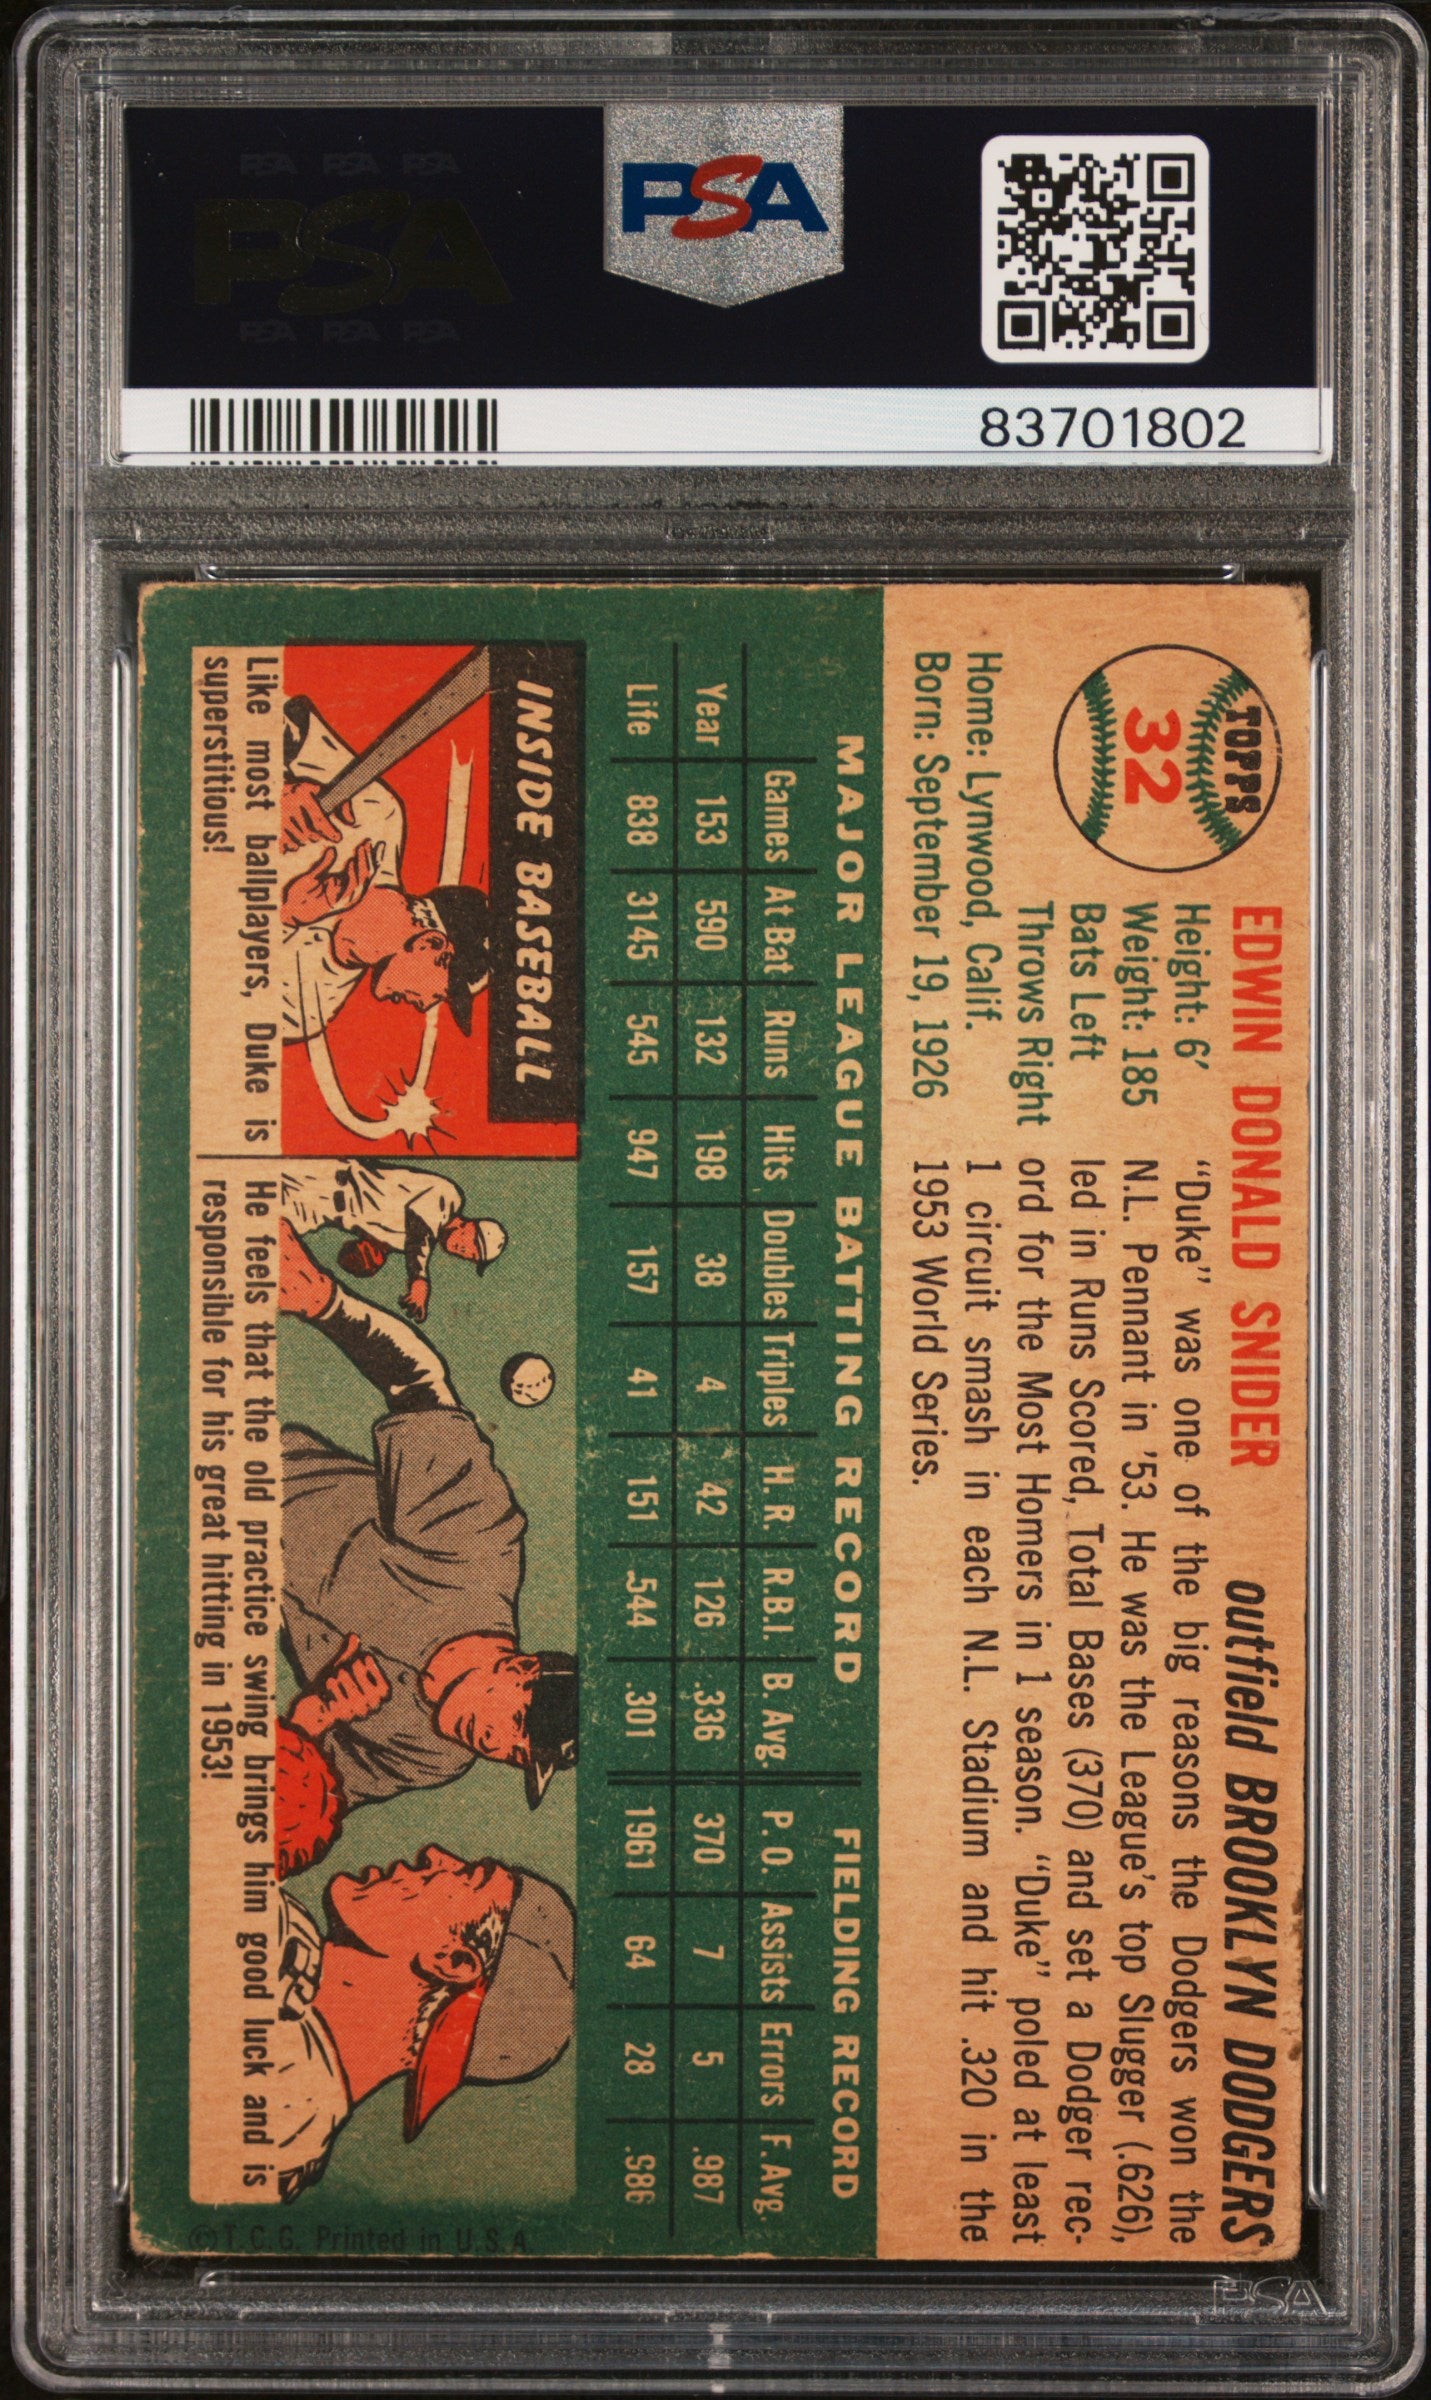 PSA PSA PSA
PSA
PSA PSA PSA
PSA
83701802
TOPPS
32
EDWIN DONALD SNIDER outfield BROOKLYN DODGERS
Height: 6'
Weight: 185
Bats Left
Throws Right
Home: Lynwood, Calif.
Born: September 19, 1926
"Duke" was one of the big reasons the Dodgers won the
N.L. Pennant in '53. He was the League's top Slugger (.626),
led in Runs Scored, Total Bases (370) and set a Dodger rec-
ord for the Most Homers in 1 season. "Duke" poled at least
1 circuit smash in each N.L. Stadium and hit .320 in the
1953 World Series.
MAJOR LEAGUE BATTING RECORD FIELDING RECORD
Games At Bat Runs Hits Doubles Triples H. R. R.B.I. B. Avg. P. O. Assists Errors F. Avg.
Year 153 590 132 198 38 4 42 126 .336 370 7 5 .987
Life 838 3145 545 947 157 41 151 544 .301 1961 64 28 .986
INSIDE BASEBALL
Like most ballplayers, Duke is
superstitious!
He feels that the old practice swing brings him good luck and is
responsible for his great hitting in 1953!
© T.C.G. Printed in U.S.A.
PSA